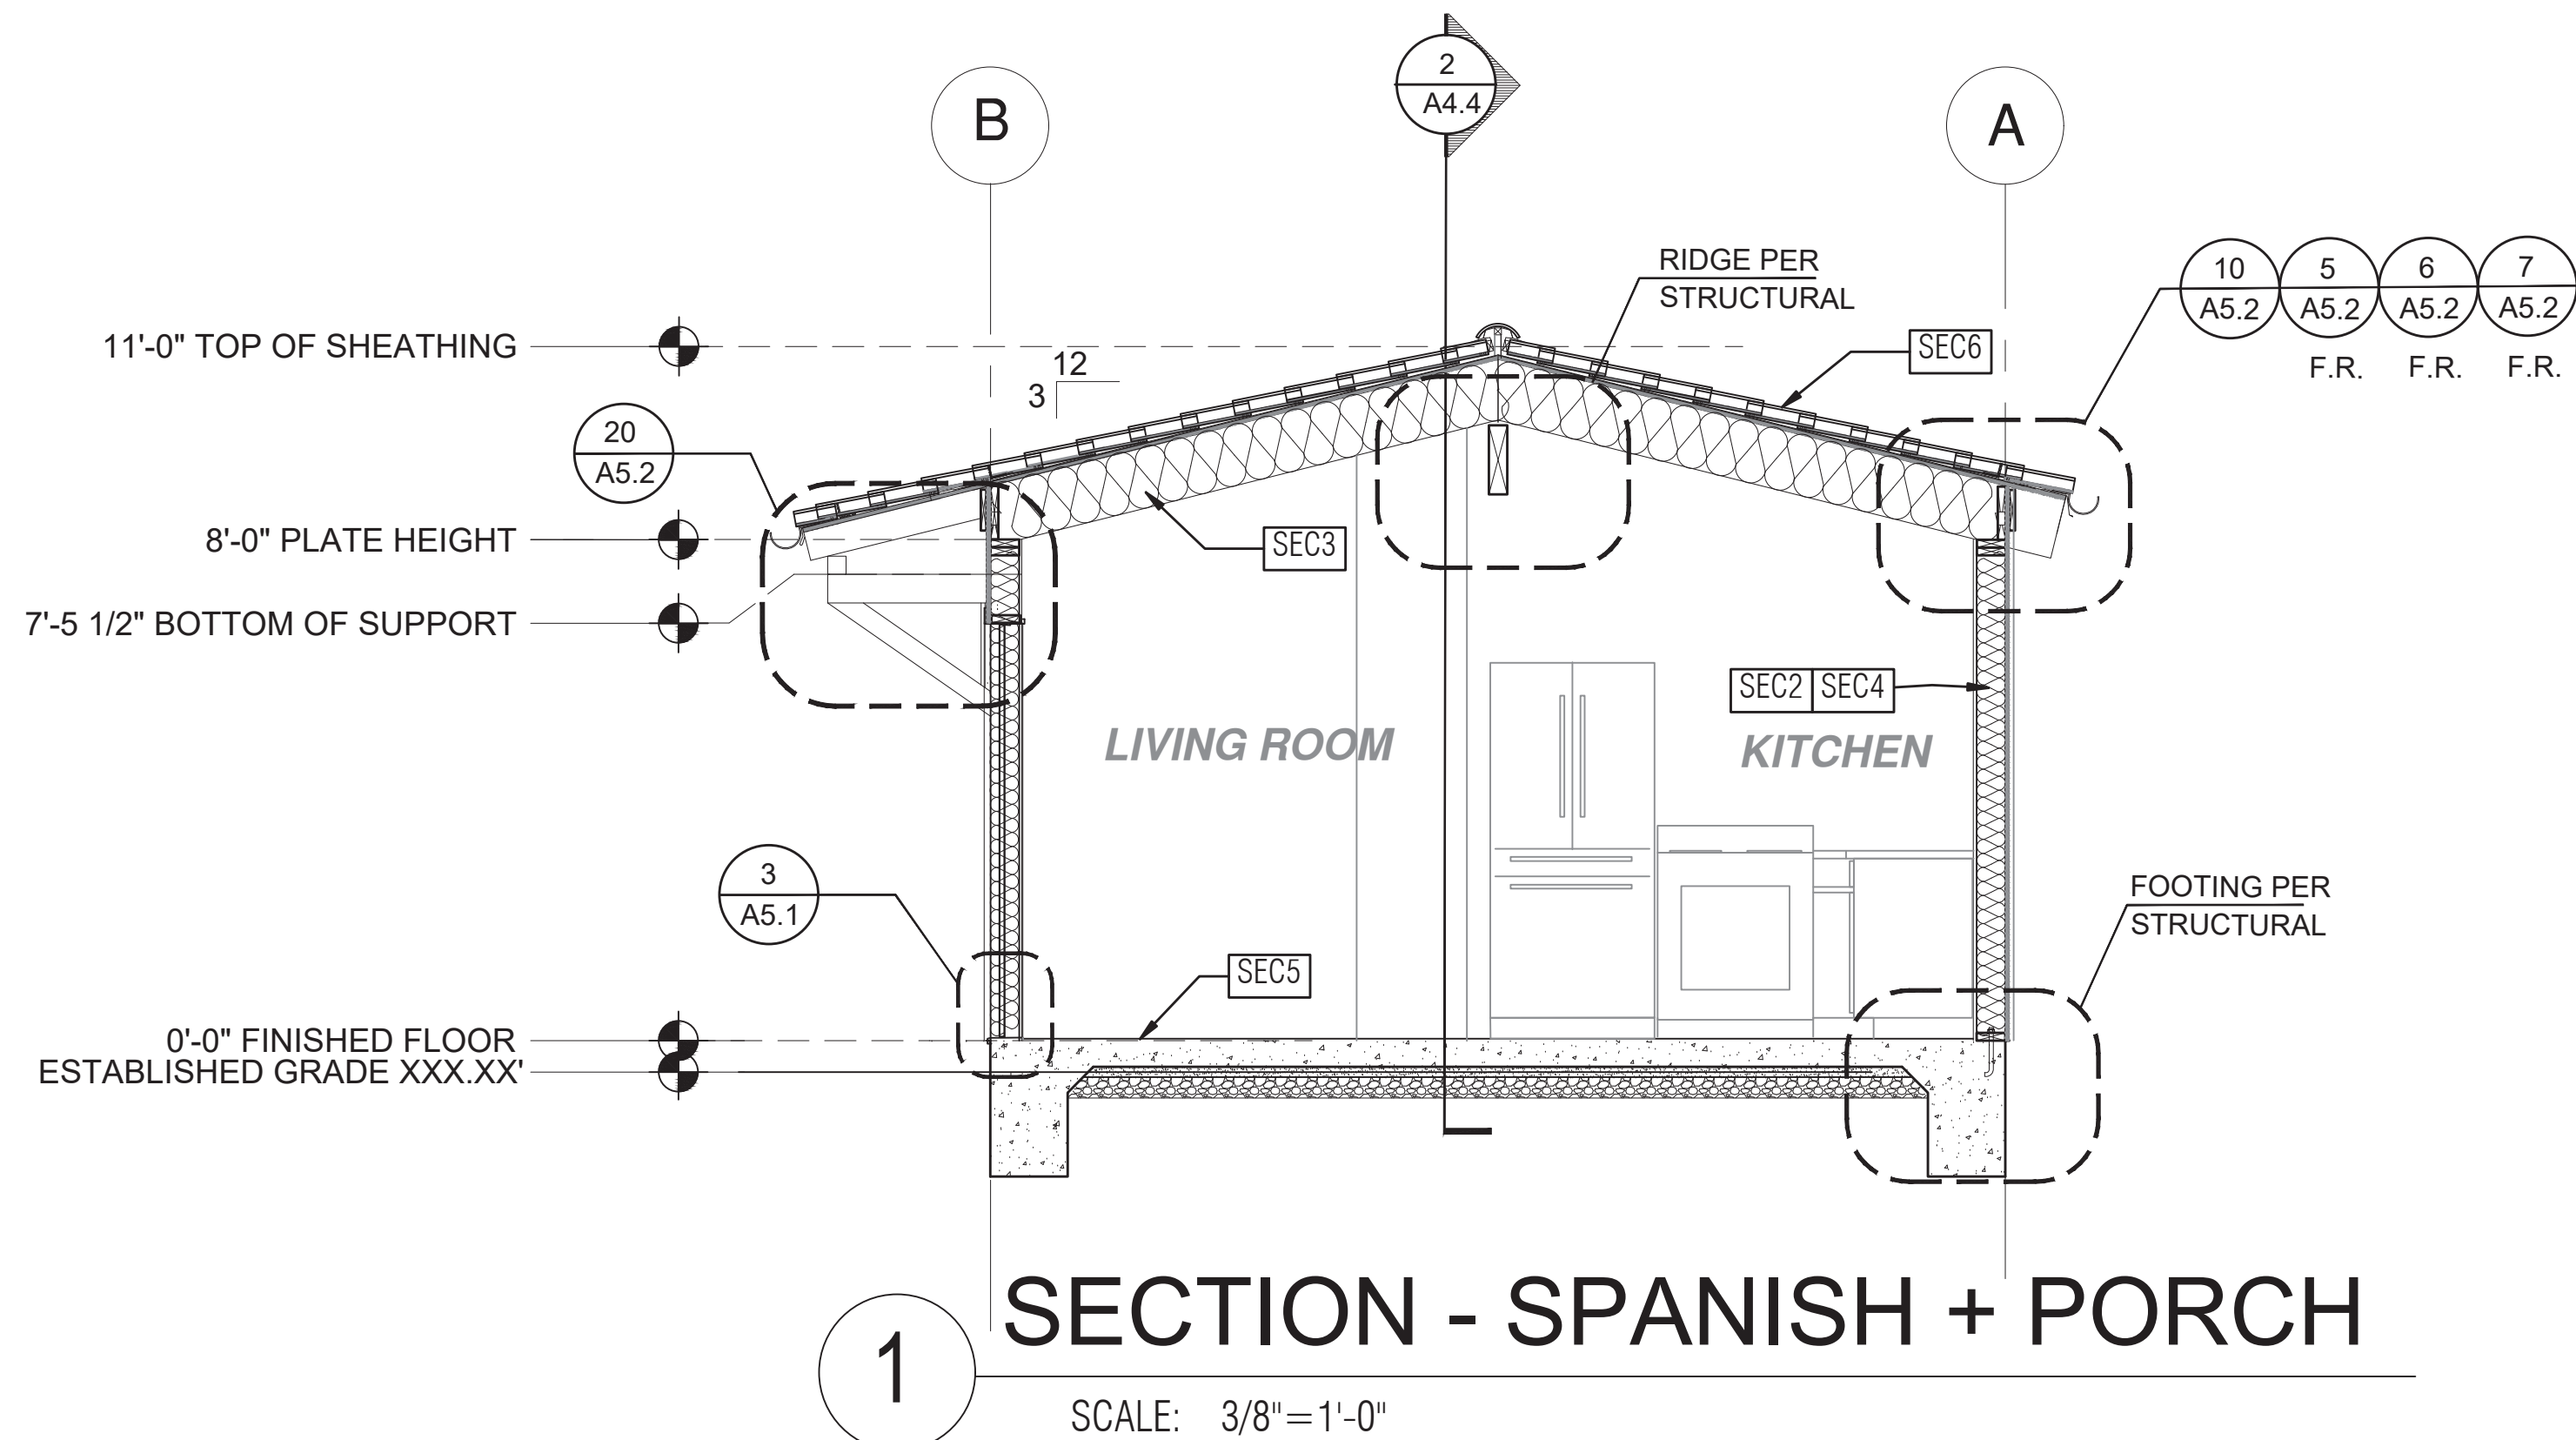 2
A4.4
B
A
RIDGE PER
STRUCTURAL
10
A5.2
5
A5.2
6
A5.2
7
A5.2
F.R.
F.R.
F.R.
11'-0" TOP OF SHEATHING
12
3
SEC6
20
A5.2
8'-0" PLATE HEIGHT
SEC3
7'-5 1/2" BOTTOM OF SUPPORT
SEC2 SEC4
LIVING ROOM
KITCHEN
3
A5.1
FOOTING PER
STRUCTURAL
SEC5
0'-0" FINISHED FLOOR
ESTABLISHED GRADE XXX.XX'
1
SECTION - SPANISH + PORCH
SCALE: 3/8"=1'-0"